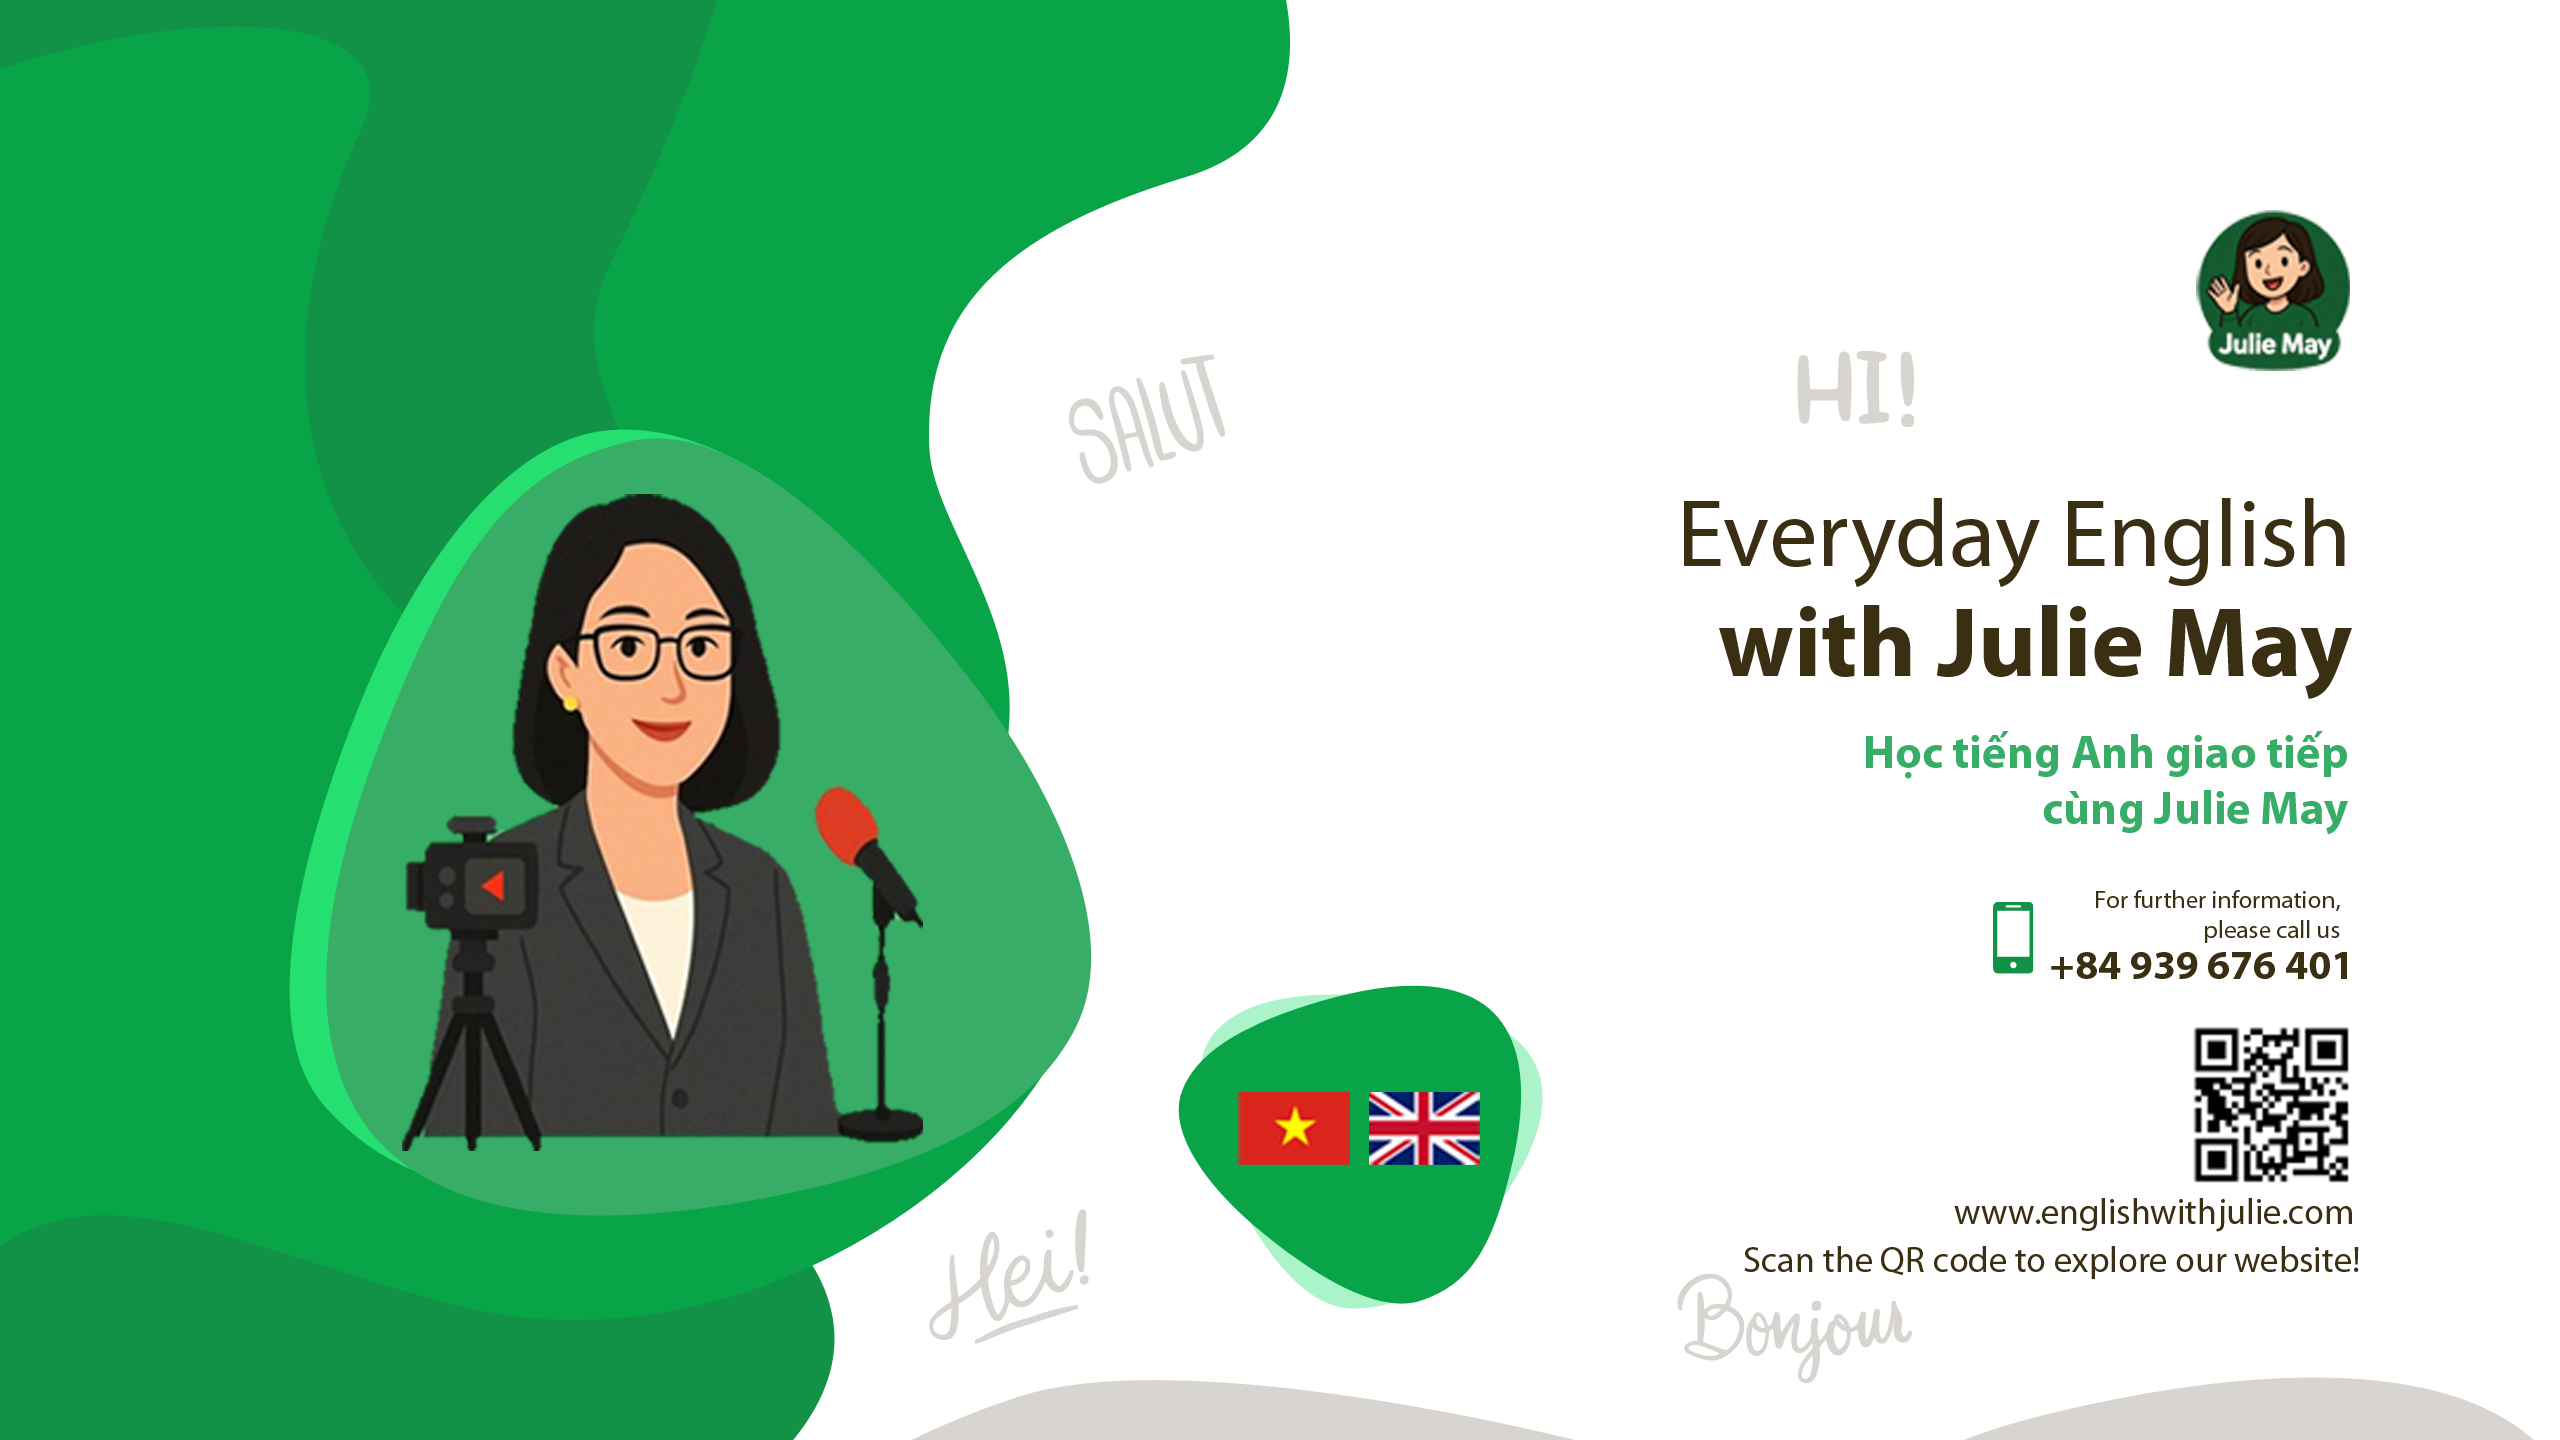 Julie May
SALUT
HI!
Everyday English
with Julie May
Học tiếng Anh giao tiếp
cùng Julie May
For further information,
please call us
+84 939 676 401
www.englishwithjulie.com
Scan the QR code to explore our website!
Hei!
Bonjour